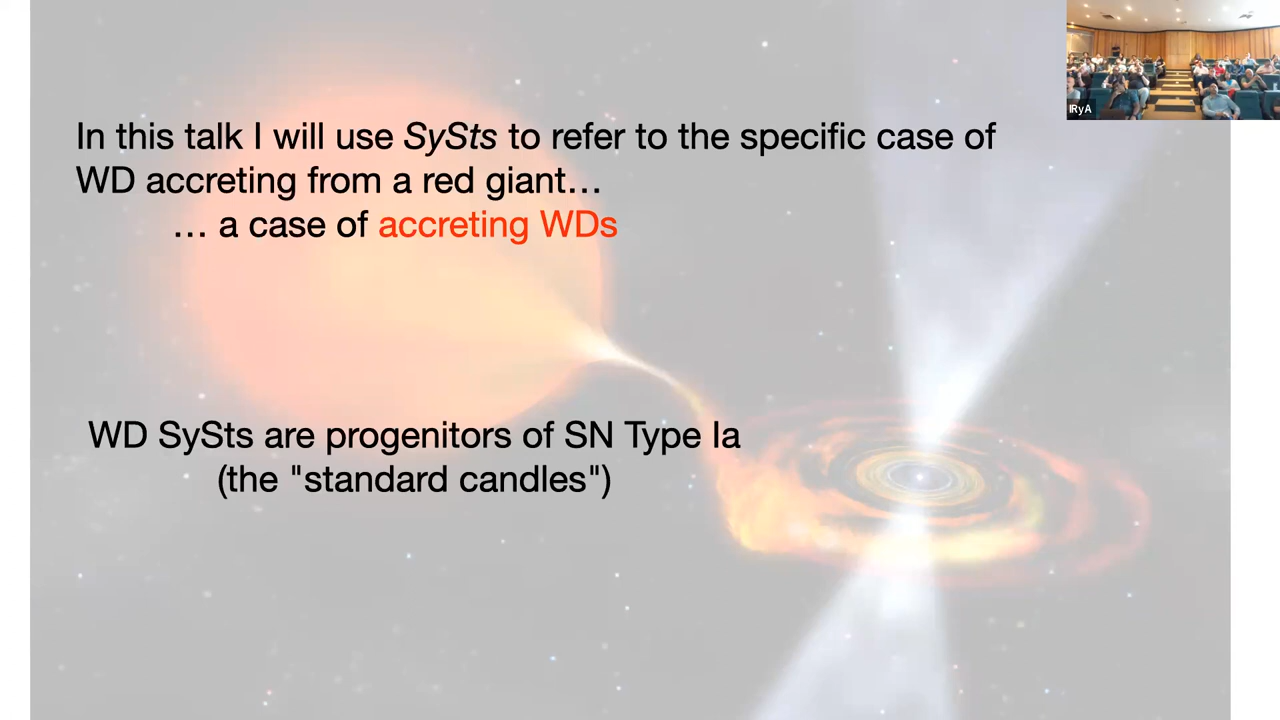 In this talk I will use SySts to refer to the specific case of
WD accreting from a red giant…
… a case of accreting WDs
WD SySts are progenitors of SN Type Ia
(the "standard candles")
IRyA